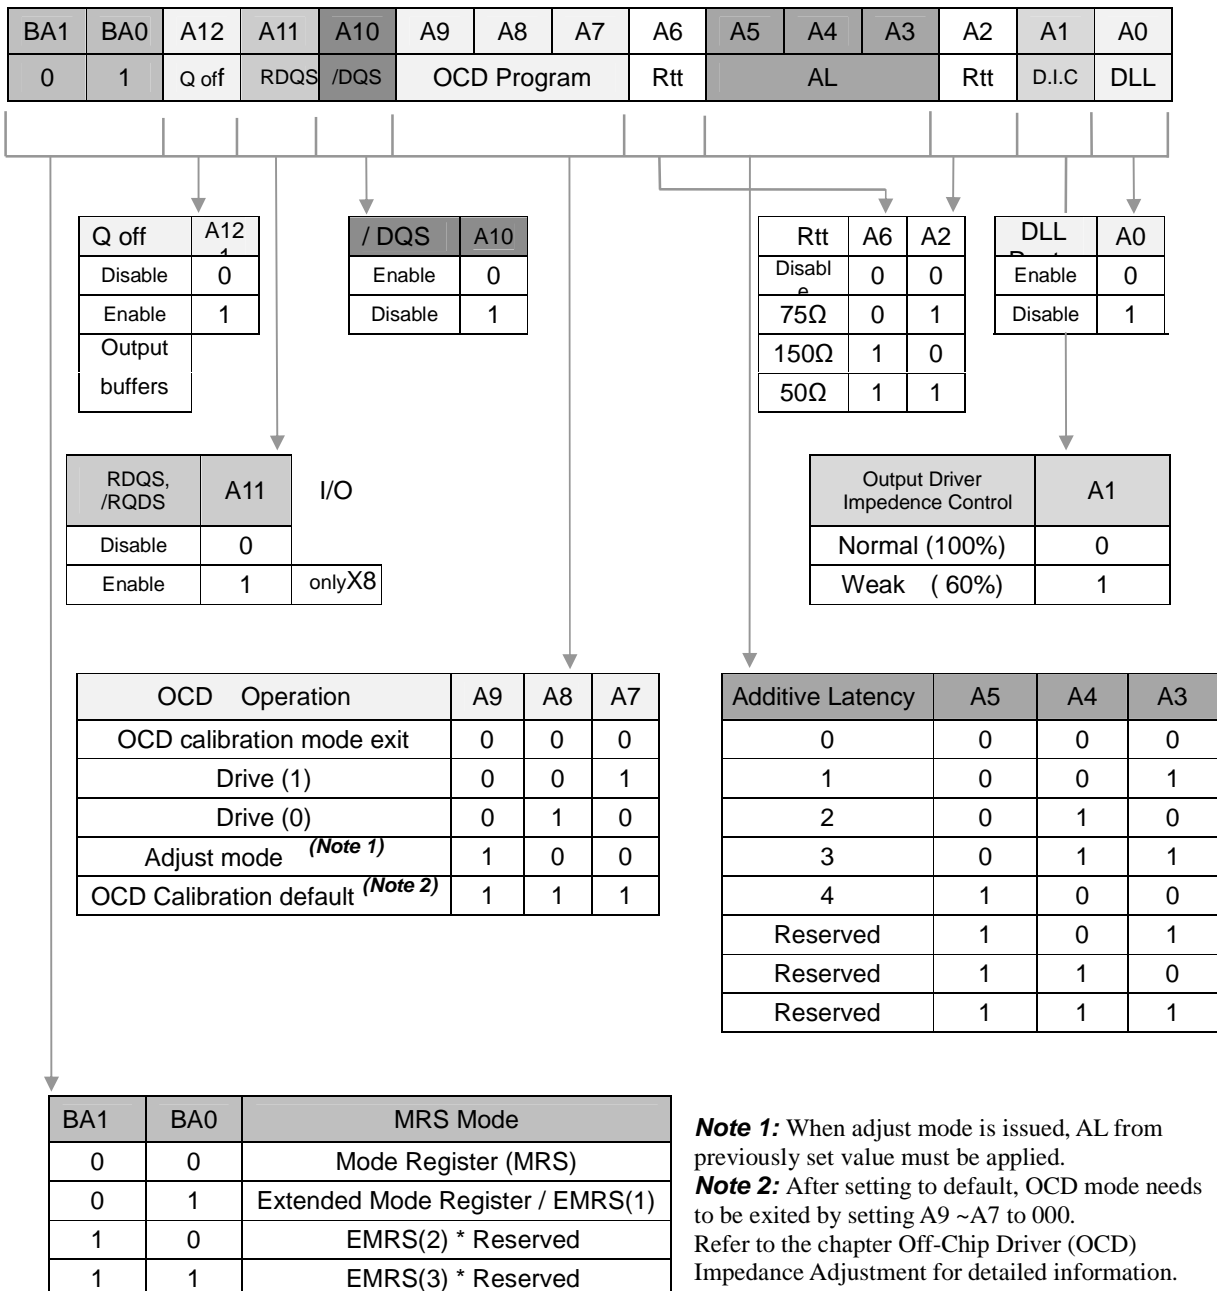 BA1 BA0 A12 A11 A10 A9 A8 A7 A6 A5 A4 A3 A2 A1 A0
0 1 Q off RDQS /DQS OCD Program Rtt AL Rtt D.I.C DLL
Q off A12
Disable 0
Enable 1
Output
buffers
/ DQS A10
Enable 0
Disable 1
Rtt A6 A2
Disabl
e 0 0
75Ω 0 1
150Ω 1 0
50Ω 1 1
DLL A0
Enable 0
Disable 1
RDQS,
/RQDS A11 I/O
Disable 0
Enable 1 onlyX8
Output Driver
Impedence Control A1
Normal (100%) 0
Weak ( 60%) 1
OCD Operation A9 A8 A7
OCD calibration mode exit 0 0 0
Drive (1) 0 0 1
Drive (0) 0 1 0
Adjust mode (Note 1) 1 0 0
OCD Calibration default (Note 2) 1 1 1
Additive Latency A5 A4 A3
0 0 0 0
1 0 0 1
2 0 1 0
3 0 1 1
4 1 0 0
Reserved 1 0 1
Reserved 1 1 0
Reserved 1 1 1
BA1 BA0 MRS Mode
0 0 Mode Register (MRS)
0 1 Extended Mode Register / EMRS(1)
1 0 EMRS(2) * Reserved
1 1 EMRS(3) * Reserved
Note 1: When adjust mode is issued, AL from
previously set value must be applied.
Note 2: After setting to default, OCD mode needs
to be exited by setting A9 ~A7 to 000.
Refer to the chapter Off-Chip Driver (OCD)
Impedance Adjustment for detailed information.